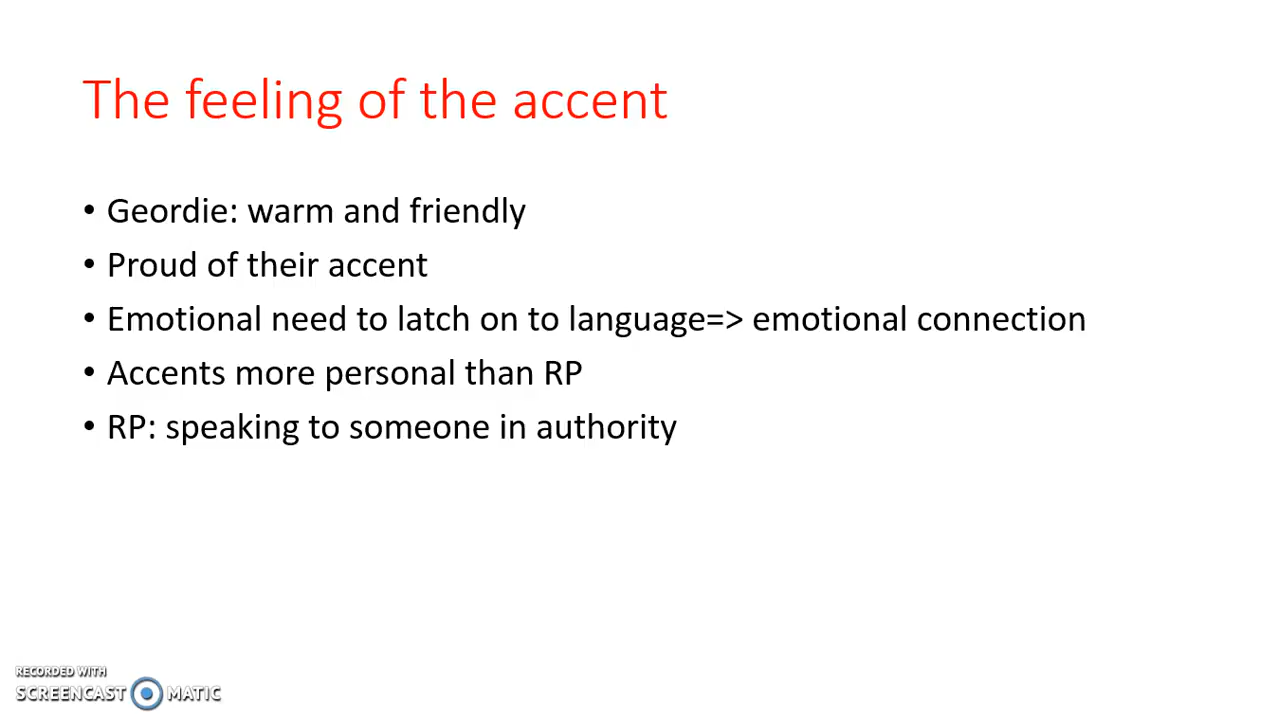 The feeling of the accent
• Geordie: warm and friendly
• Proud of their accent
• Emotional need to latch on to language=> emotional connection
• Accents more personal than RP
• RP: speaking to someone in authority
RECORDED WITH
SCREENCAST MATIC